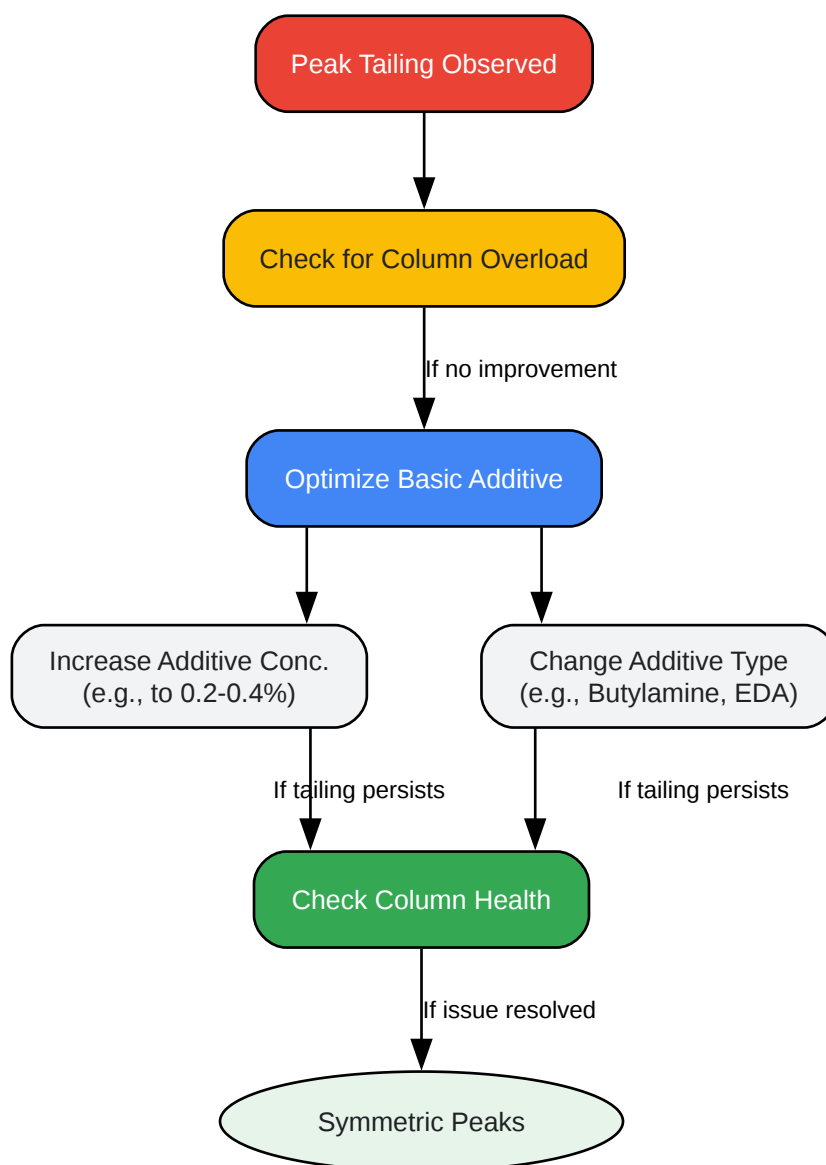 Peak Tailing Observed
Check for Column Overload
If no improvement
Optimize Basic Additive
Increase Additive Conc.
(e.g., to 0.2-0.4%)
Change Additive Type
(e.g., Butylamine, EDA)
If tailing persists
If tailing persists
Check Column Health
If issue resolved
Symmetric Peaks